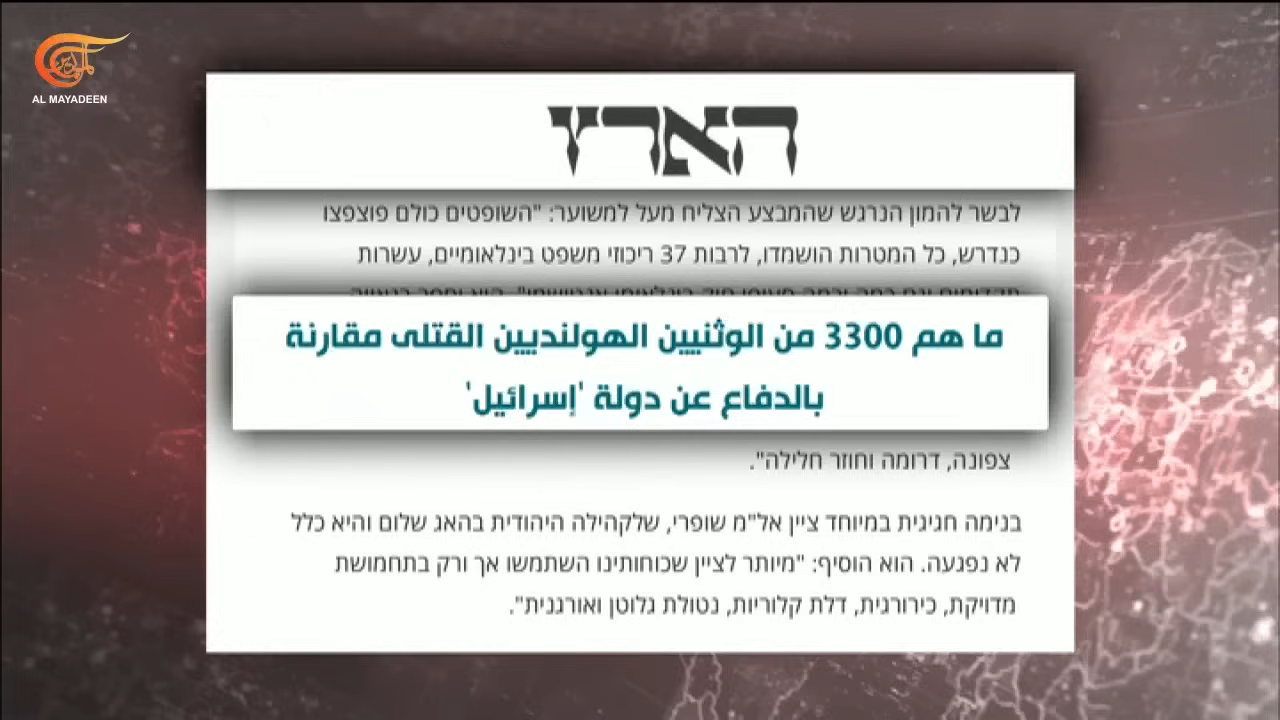 الميادين
AL MAYADEEN
הארץ
לבשר להמון הנרגש שהמבצע הצליח מעל למשוער: "השופטים כולם פוצפצו
כנדרש, כל המטרות הושמדו, לרבות 37 ריכוזי משפט בינלאומיים, עשרות
ما هم 3300 من الوثنيين الهولنديين القتلى مقارنة
بالدفاع عن دولة 'إسرائيل'
צפונה, דרומה וחוזר חלילה".
בנימה חגיגית במיוחד ציין אל"מ שופרי, שלקהילה היהודית בהאג שלום והיא כלל
לא נפגעה. הוא הוסיף: "מיותר לציין שכוחותינו השתמשו אך ורק בתחמושת
מדויקת, כירורגית, דלת קלוריות, נטולת גלוטן ואורגנית".